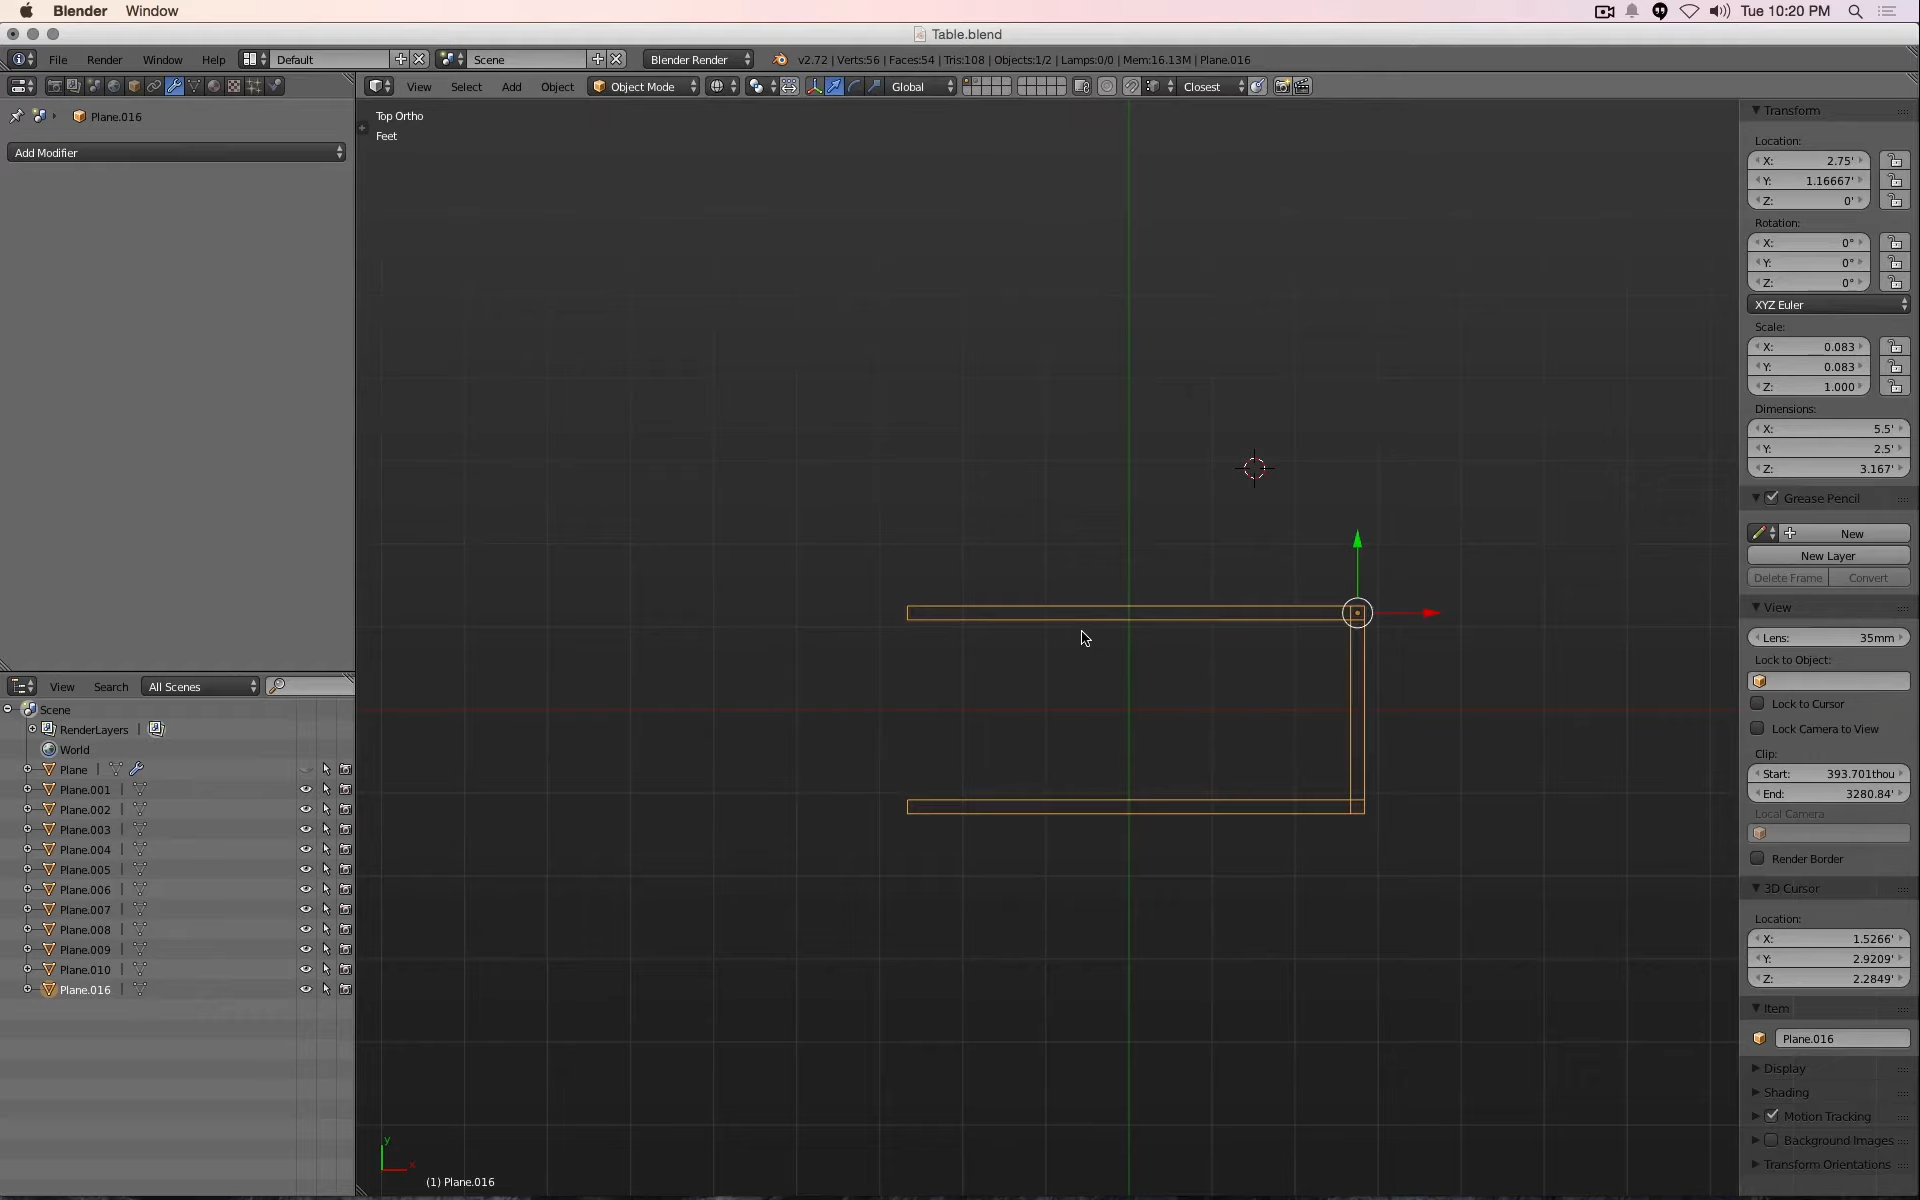 Blender Window Tue 10:20 PM
Table.blend
File Render Window Help Default Scene Blender Render v2.72 | Verts:56 | Faces:54 | Tris:108 | Objects:1/2 | Lamps:0/0 | Mem:16.13M | Plane.016
View Select Add Object Object Mode Global Closest
Plane.016
Add Modifier
Top Ortho
Feet
(1) Plane.016
y
x
View Search All Scenes
Scene
RenderLayers |
World
Plane |
Plane.001 |
Plane.002 |
Plane.003 |
Plane.004 |
Plane.005 |
Plane.006 |
Plane.007 |
Plane.008 |
Plane.009 |
Plane.010 |
Plane.016 |
Transform
Location:
X: 2.75'
Y: 1.16667'
Z: 0'
Rotation:
X: 0°
Y: 0°
Z: 0°
XYZ Euler
Scale:
X: 0.083
Y: 0.083
Z: 1.000
Dimensions:
X: 5.5'
Y: 2.5'
Z: 3.167'
Grease Pencil
New
New Layer
Delete Frame Convert
View
Lens: 35mm
Lock to Object:
Lock to Cursor
Lock Camera to View
Clip:
Start: 393.701thou
End: 3280.84'
Local Camera
Render Border
3D Cursor
Location:
X: 1.5266'
Y: 2.9209'
Z: 2.2849'
Item
Plane.016
Display
Shading
Motion Tracking
Background Images
Transform Orientations